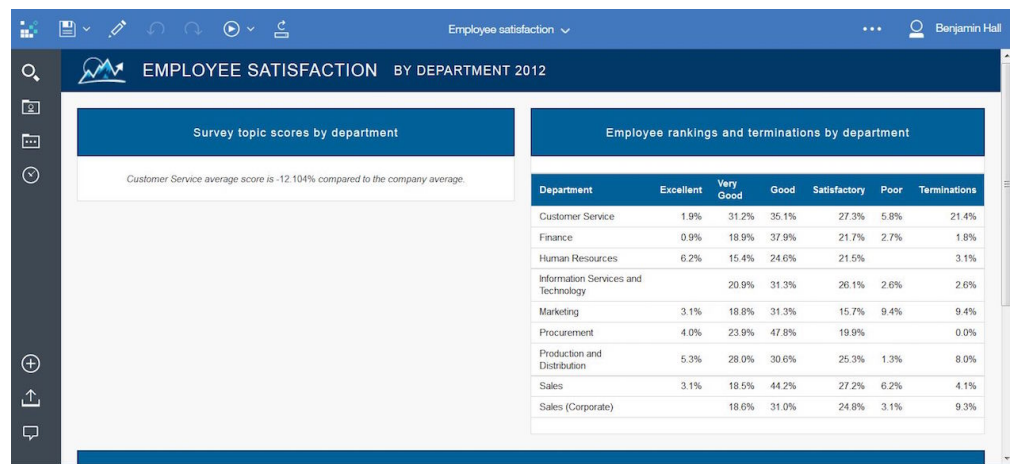 Employee satisfaction
Benjamin Hall
EMPLOYEE SATISFACTION BY DEPARTMENT 2012
Survey topic scores by department
Customer Service average score is -12.104% compared to the company average.
Employee rankings and terminations by department
Department Excellent Very Good Good Satisfactory Poor Terminations
Customer Service 1.9% 31.2% 35.1% 27.3% 5.8% 21.4%
Finance 0.9% 18.9% 37.9% 21.7% 2.7% 1.8%
Human Resources 6.2% 15.4% 24.6% 21.5% 3.1%
Information Services and Technology 20.9% 31.3% 26.1% 2.6% 2.6%
Marketing 3.1% 18.8% 31.3% 15.7% 9.4% 9.4%
Procurement 4.0% 23.9% 47.8% 19.9% 0.0%
Production and Distribution 5.3% 28.0% 30.6% 25.3% 1.3% 8.0%
Sales 3.1% 18.5% 44.2% 27.2% 6.2% 4.1%
Sales (Corporate) 18.6% 31.0% 24.8% 3.1% 9.3%